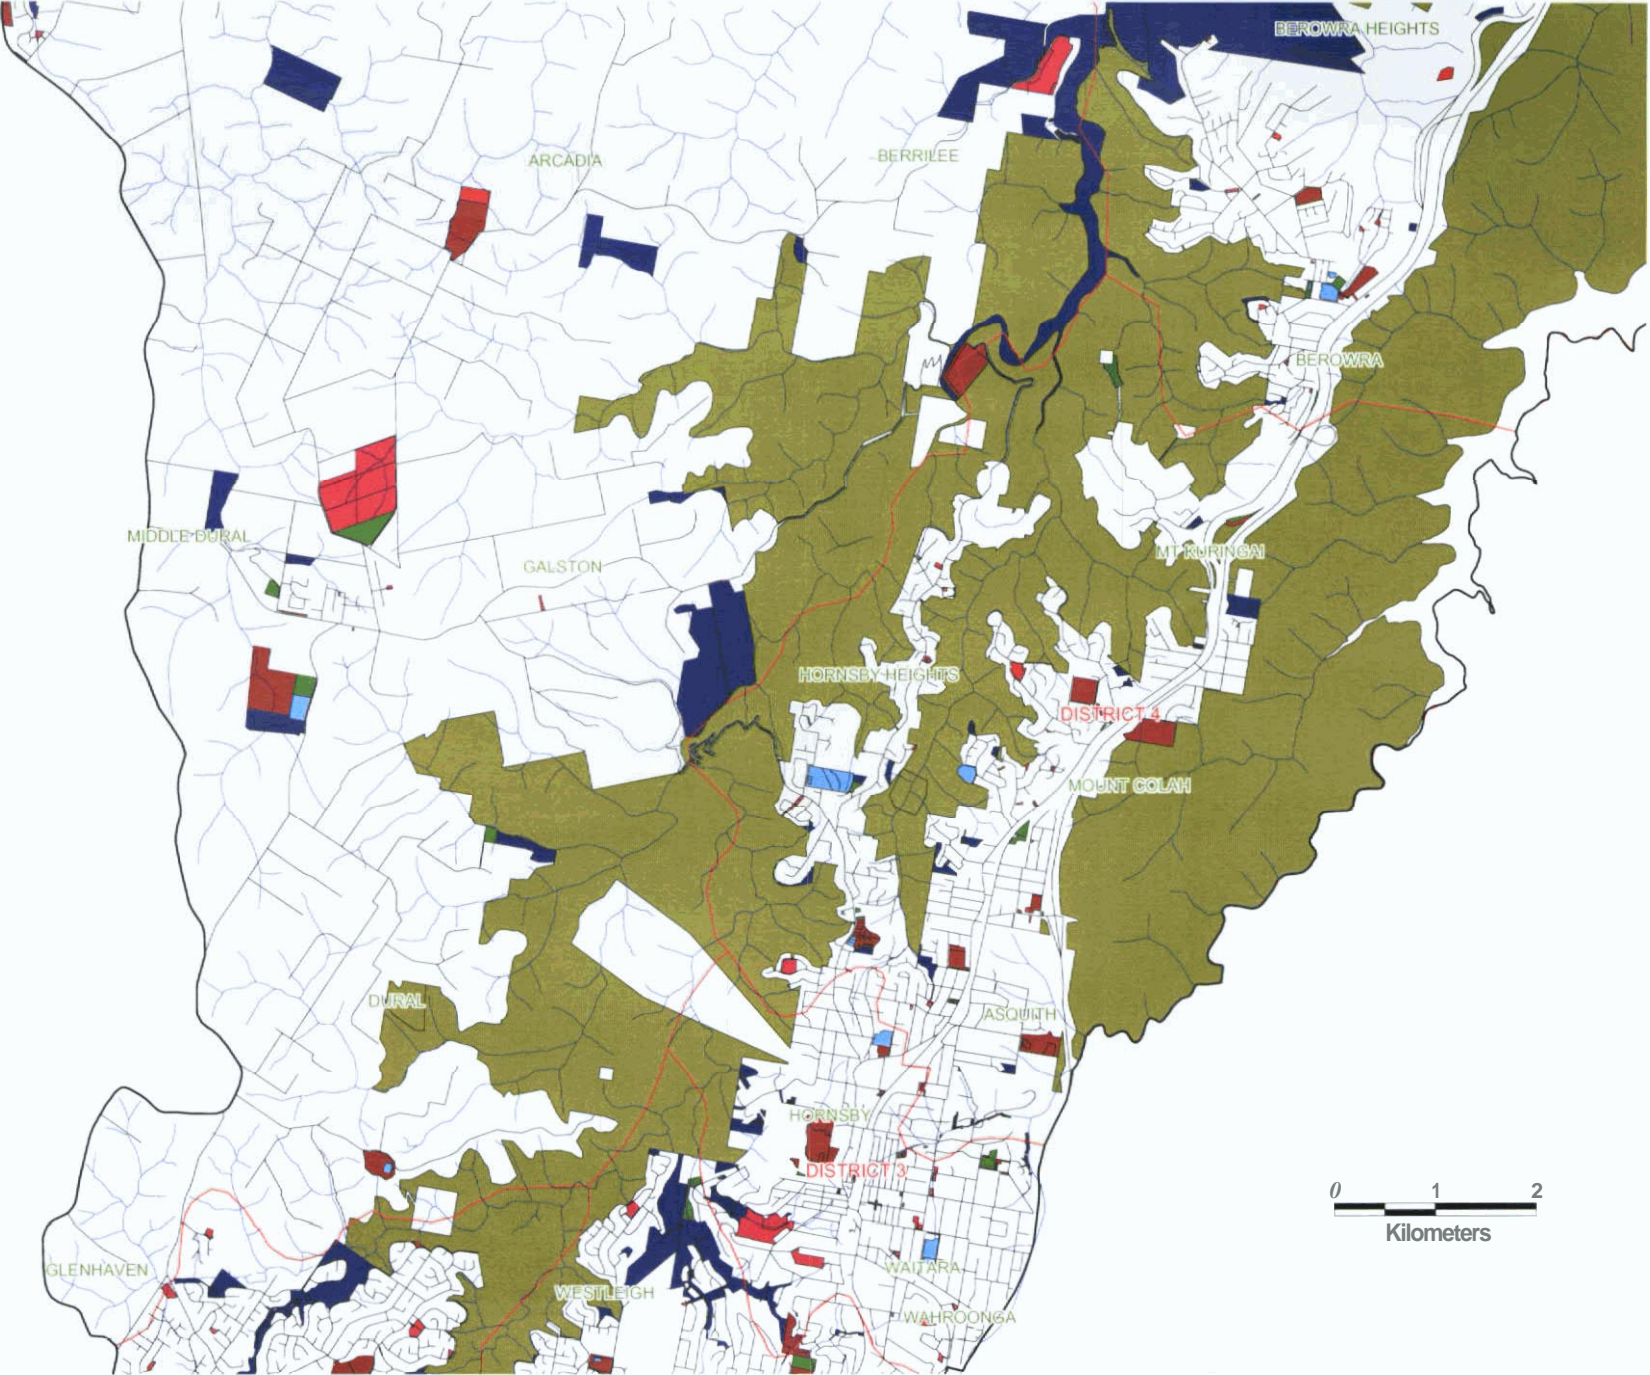 BEROWRA HEIGHTS
ARCADIA
BERRILEE
BEROWRA
MIDDLE DURAL
GALSTON
MT KURINGAI
HORNSBY HEIGHTS
DISTRICT 4
MOUNT COLAH
DURAL
ASQUITH
HORNSBY
DISTRICT 3
0 1 2
Kilometers
GLENHAVEN
WESTLEIGH
WAITARA
WAHROONGA